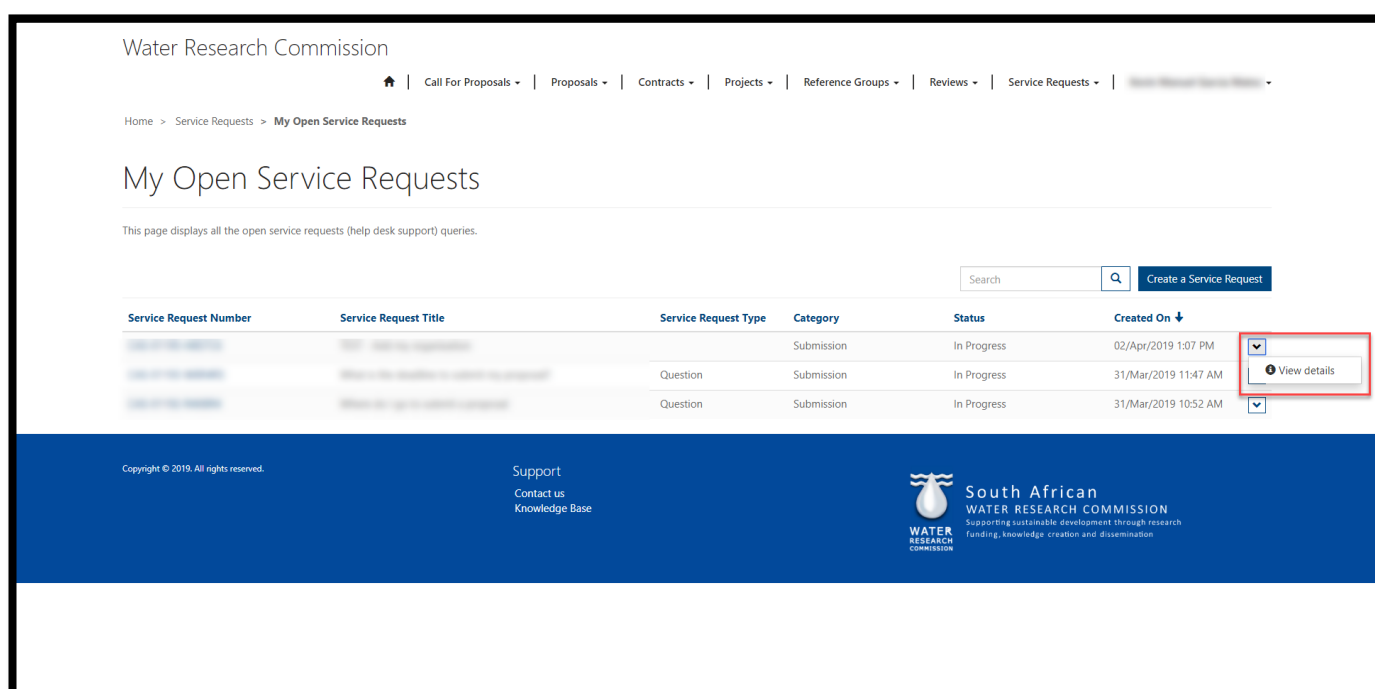 Water Research Commission
Call For Proposals Proposals Contracts Projects Reference Groups Reviews Service Requests
Home > Service Requests > My Open Service Requests
My Open Service Requests
This page displays all the open service requests (help desk support) queries.
Search Create a Service Request
Service Request Number Service Request Title Service Request Type Category Status Created On
Submission In Progress 02/Apr/2019 1:07 PM
View details
Question Submission In Progress 31/Mar/2019 11:47 AM
Question Submission In Progress 31/Mar/2019 10:52 AM
Copyright © 2019. All rights reserved.
Support
Contact us
Knowledge Base
WATER
RESEARCH
COMMISSION
South African
WATER RESEARCH COMMISSION
Supporting sustainable development through research
funding, knowledge creation and dissemination